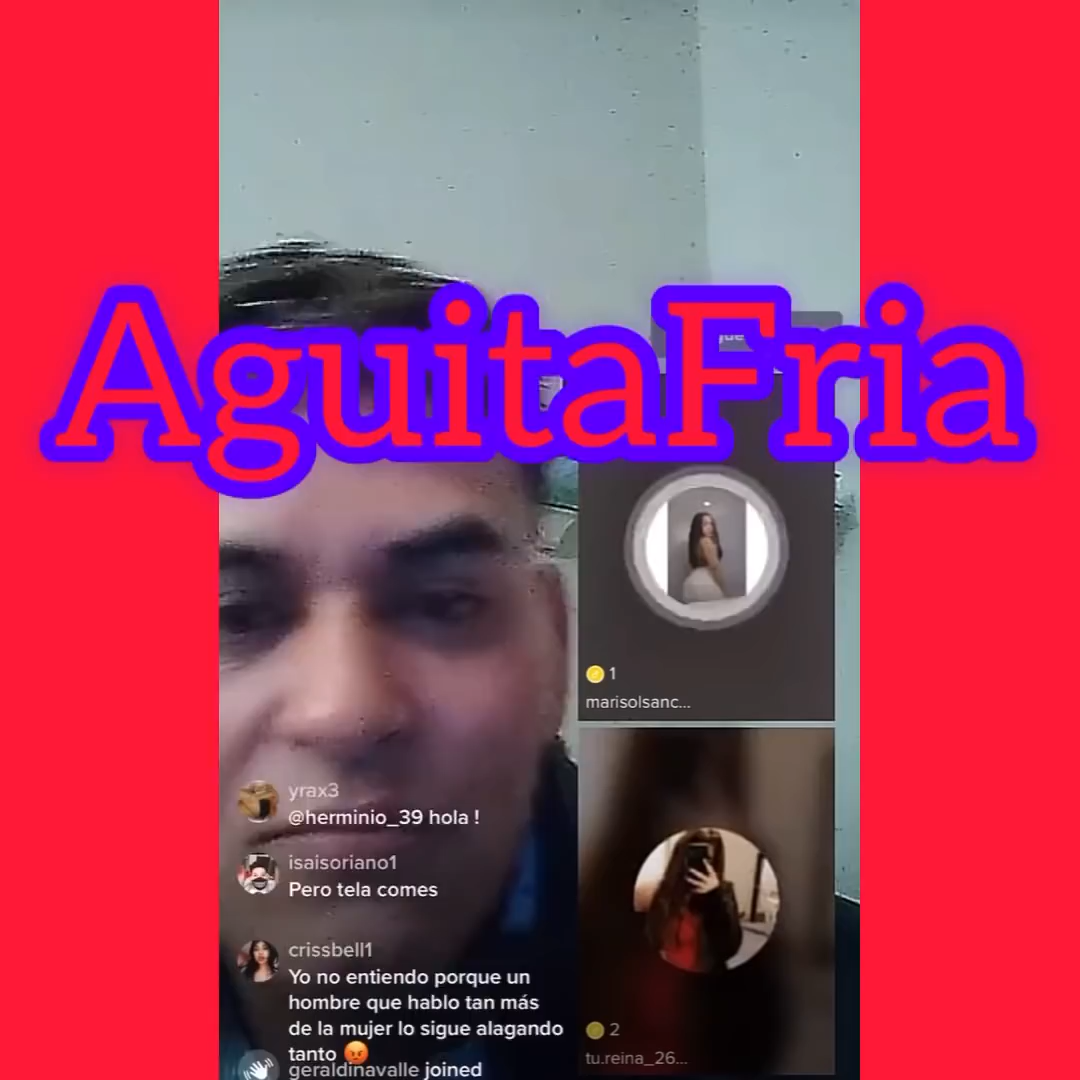 AguitaFria
1
marisolsanc...
yrax3
@herminio_39 hola !
isaisoriano1
Pero tela comes
crissbell1
Yo no entiendo porque un
hombre que hablo tan más
de la mujer lo sigue alagando
tanto 😡
geraldinavalle joined
2
tu.reina_26...